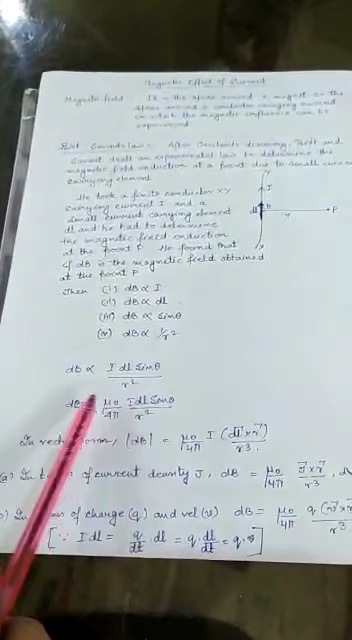 Magnetic Effect of Current
Magnetic field It is the space around a magnet or the
space around a conductor carrying current
in which the magnetic influence can be
experienced
Biot Savarts law: After Oersteds discovery, Biot and
Savart dealt an experimental law to determine the
magnetic field induction at a point due to small current
carrying element
He took a finite conductor XY
carrying current I and a
small current carrying element
dl and he had to determine
the magnetic field induction
at the point P He found that
if dB is the magnetic field obtained
at the point P
I
dl
θ
r
P
Then (i) dB ∝ I
(ii) dB ∝ dl
(iii) dB ∝ sinθ
(iv) dB ∝ 1/r²
dB ∝ I dl sinθ / r²
dB = μ₀/4π I dl sinθ / r²
In vector form, |dB| = μ₀/4π I (dl⃗ × r⃗) / r³
(a) In of current density J, dB = μ₀/4π J⃗ × r⃗ / r³
of charge (q) and vel (v) dB = μ₀/4π q (v⃗ × r⃗) / r³
[∵ I dl = q/dt . dl = q . dl/dt = q . v]